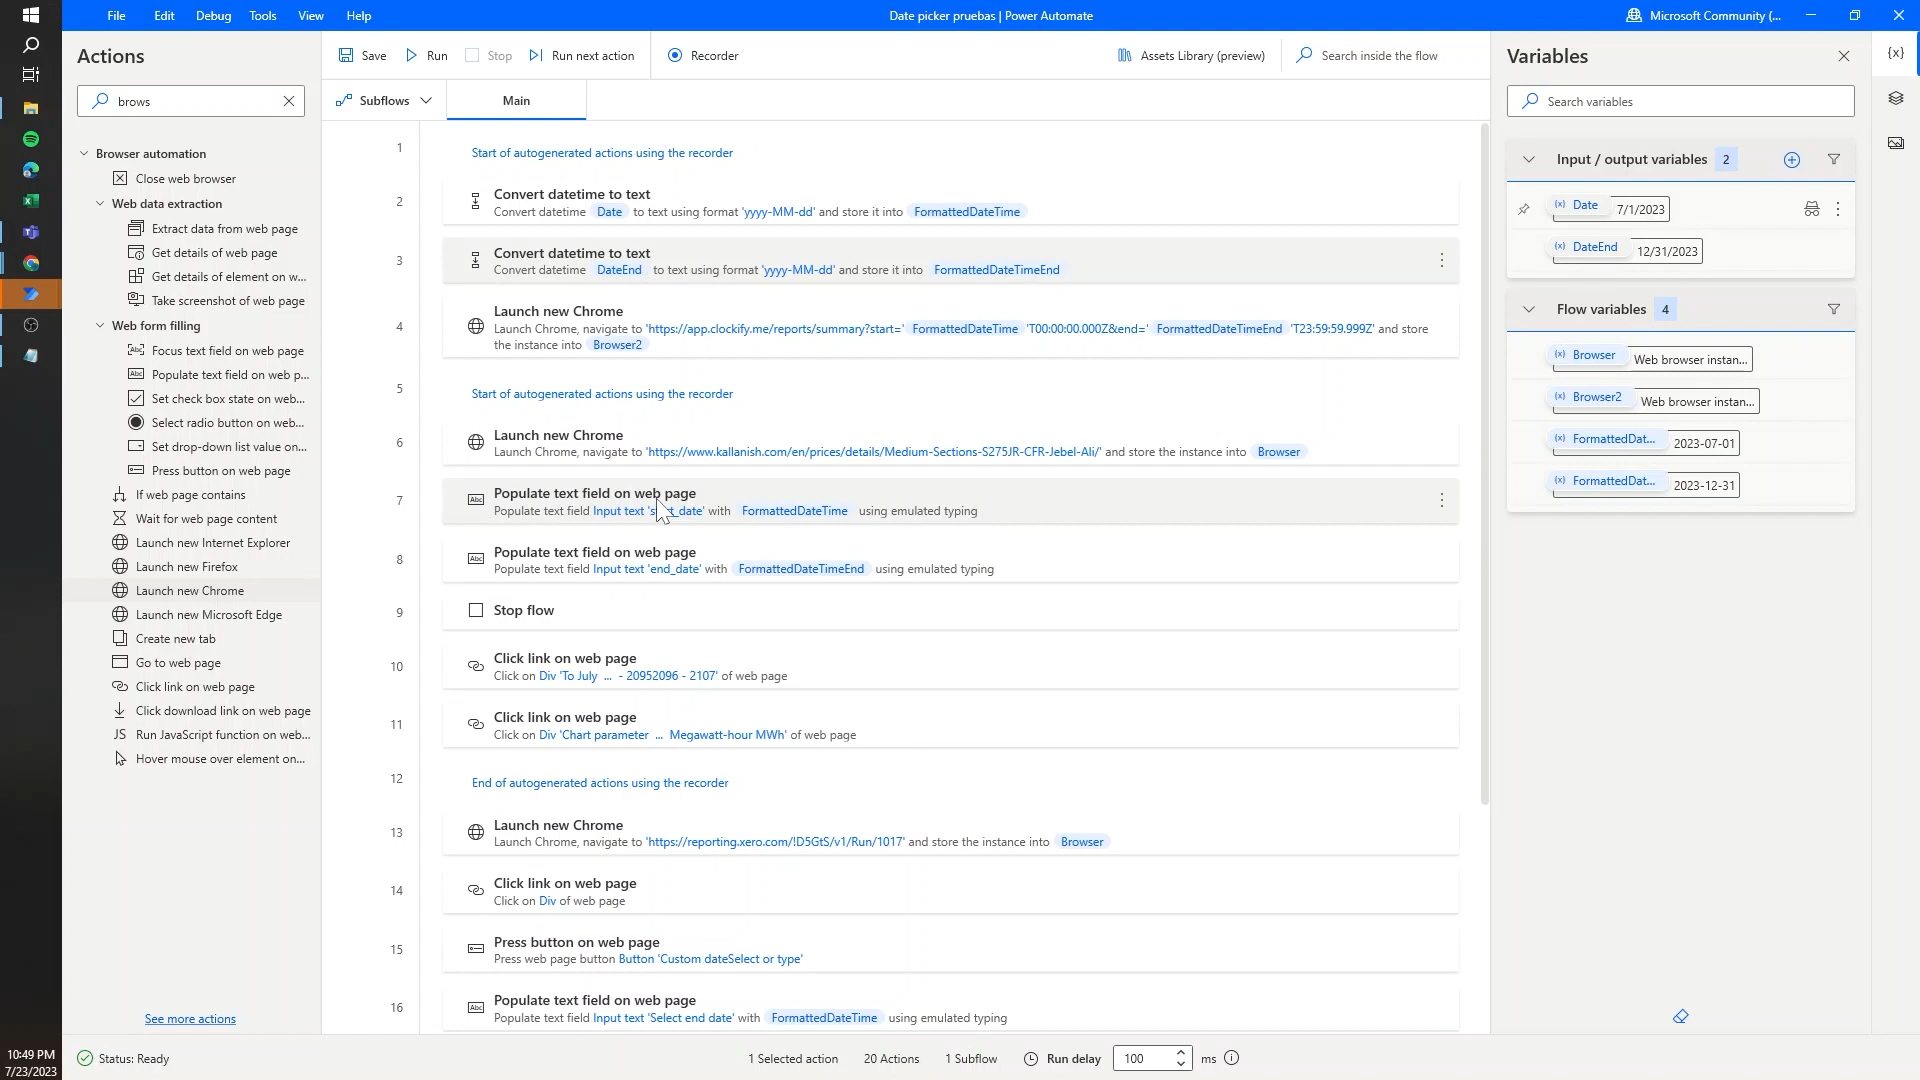 File Edit Debug Tools View Help
Date picker pruebas | Power Automate
Microsoft Community (...
Actions
brows
Browser automation
Close web browser
Web data extraction
Extract data from web page
Get details of web page
Get details of element on w...
Take screenshot of web page
Web form filling
Focus text field on web page
Populate text field on web p...
Set check box state on web...
Select radio button on web...
Set drop-down list value on...
Press button on web page
If web page contains
Wait for web page content
Launch new Internet Explorer
Launch new Firefox
Launch new Chrome
Launch new Microsoft Edge
Create new tab
Go to web page
Click link on web page
Click download link on web page
JS Run JavaScript function on web...
Hover mouse over element on...
See more actions
Save Run Stop Run next action Recorder
Assets Library (preview) Search inside the flow
Subflows Main
1 Start of autogenerated actions using the recorder
2 Convert datetime to text
Convert datetime Date to text using format 'yyyy-MM-dd' and store it into FormattedDateTime
3 Convert datetime to text
Convert datetime DateEnd to text using format 'yyyy-MM-dd' and store it into FormattedDateTimeEnd
4 Launch new Chrome
Launch Chrome, navigate to 'https://app.clockify.me/reports/summary?start=' FormattedDateTime 'T00:00:00.000Z&end=' FormattedDateTimeEnd 'T23:59:59.999Z' and store
the instance into Browser2
5 Start of autogenerated actions using the recorder
6 Launch new Chrome
Launch Chrome, navigate to 'https://www.kallanish.com/en/prices/details/Medium-Sections-S275JR-CFR-Jebel-Ali/' and store the instance into Browser
7 Populate text field on web page
Abc Populate text field Input text 'start_date' with FormattedDateTime using emulated typing
8 Populate text field on web page
Abc Populate text field Input text 'end_date' with FormattedDateTimeEnd using emulated typing
9 Stop flow
10 Click link on web page
Click on Div 'To July ... - 20952096 - 2107' of web page
11 Click link on web page
Click on Div 'Chart parameter ... Megawatt-hour MWh' of web page
12 End of autogenerated actions using the recorder
13 Launch new Chrome
Launch Chrome, navigate to 'https://reporting.xero.com/!D5GtS/v1/Run/1017' and store the instance into Browser
14 Click link on web page
Click on Div of web page
15 Press button on web page
Press web page button Button 'Custom dateSelect or type'
16 Populate text field on web page
Abc Populate text field Input text 'Select end date' with FormattedDateTime using emulated typing
Variables
{x}
Search variables
Input / output variables 2
(x) Date 7/1/2023
(x) DateEnd 12/31/2023
Flow variables 4
(x) Browser Web browser instan...
(x) Browser2 Web browser instan...
(x) FormattedDat... 2023-07-01
(x) FormattedDat... 2023-12-31
Status: Ready 1 Selected action 20 Actions 1 Subflow Run delay 100 ms
10:49 PM
7/23/2023